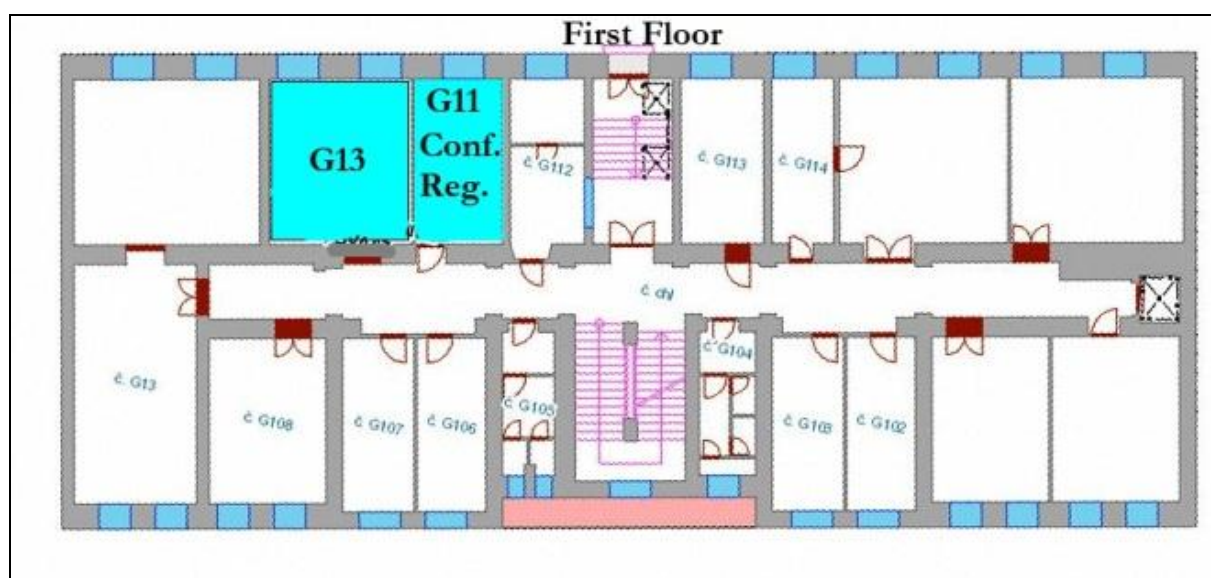 First Floor
G13
G11
Conf.
Reg.
č. G112
č. G113
č. G114
č. chl
č. G13
č. G108
č. G107
č. G106
č. G105
č. G104
č. G103
č. G102